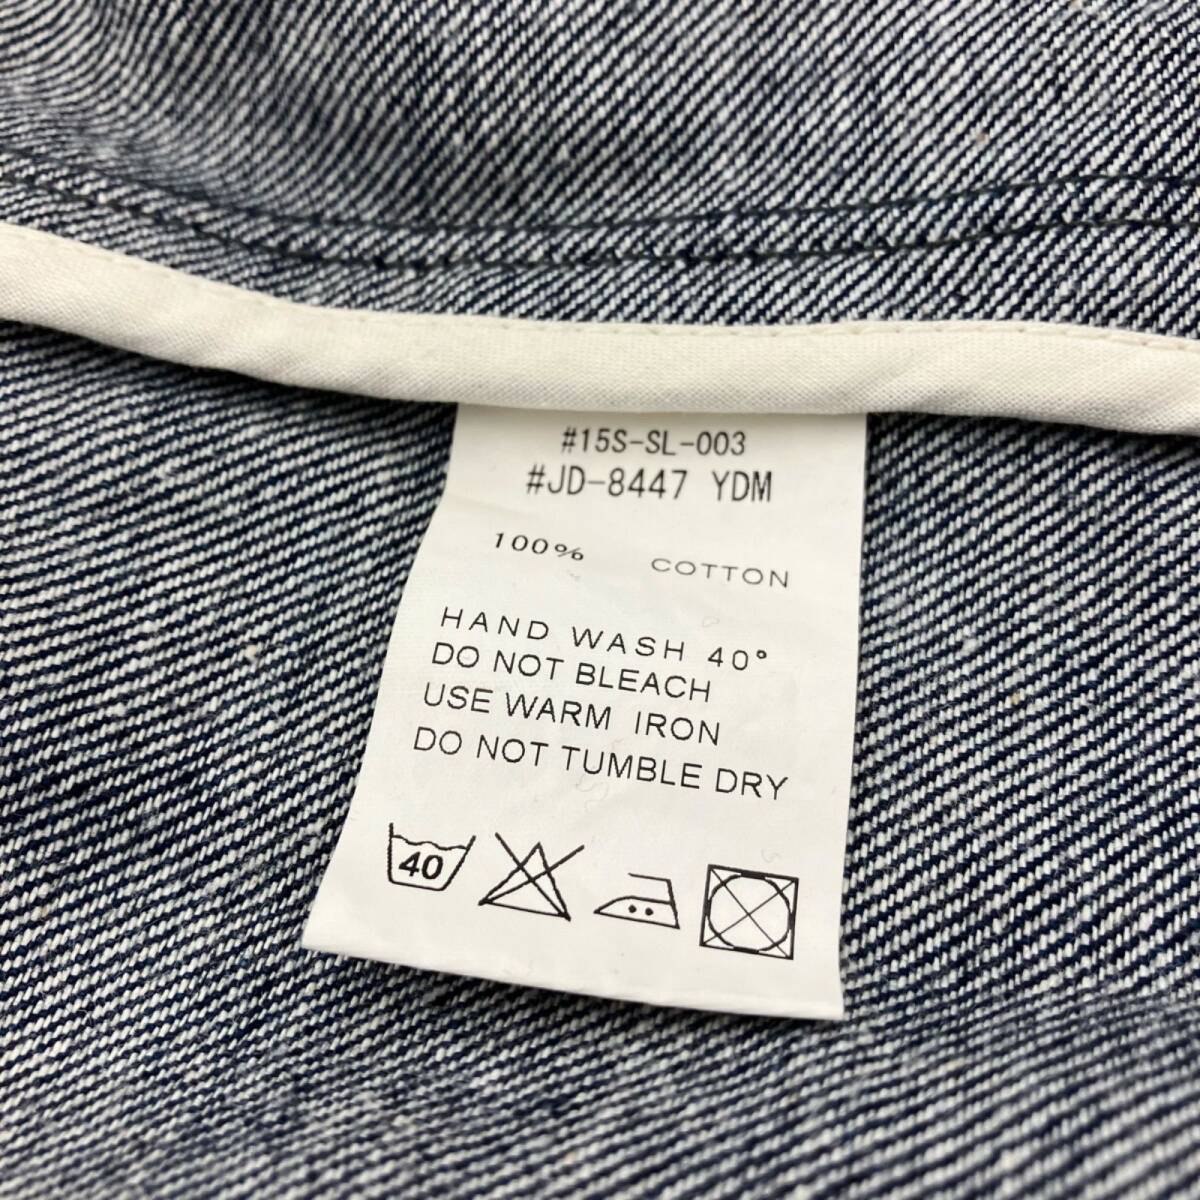 #15S-SL-003
#JD-8447 YDM
100% COTTON
HAND WASH 40°
DO NOT BLEACH
USE WARM IRON
DO NOT TUMBLE DRY
40